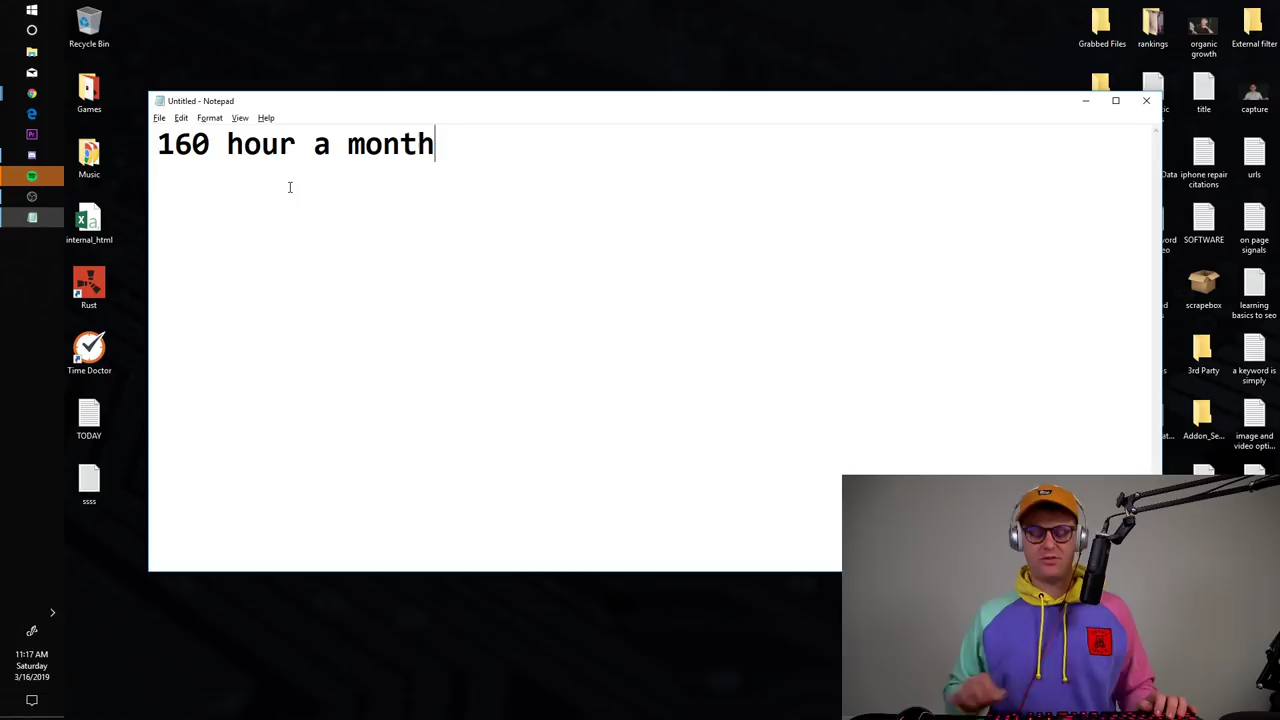 Recycle Bin
Games
Music
internal_html
Rust
Time Doctor
TODAY
ssss
11:17 AM
Saturday
3/16/2019
Untitled - Notepad
File Edit Format View Help
160 hour a month
Grabbed Files
rankings
organic
growth
External filter
title
capture
iphone repair
citations
urls
SOFTWARE
on page
signals
scrapebox
learning
basics to seo
3rd Party
a keyword is
simply
Addon_Se...
image and
video opti...